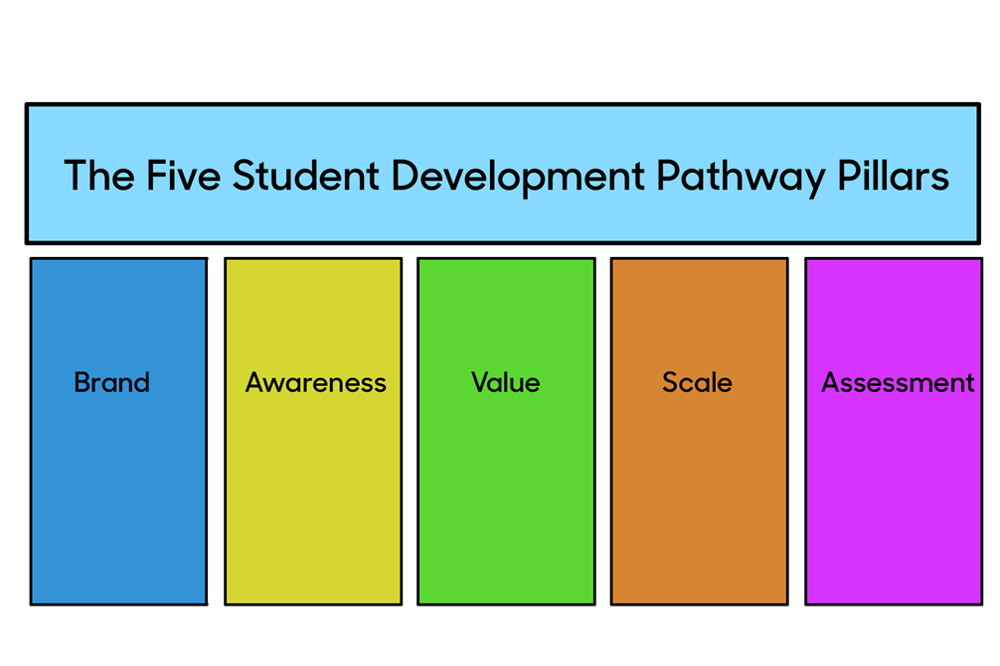 The Five Student Development Pathway Pillars
Brand
Awareness
Value
Scale
Assessment